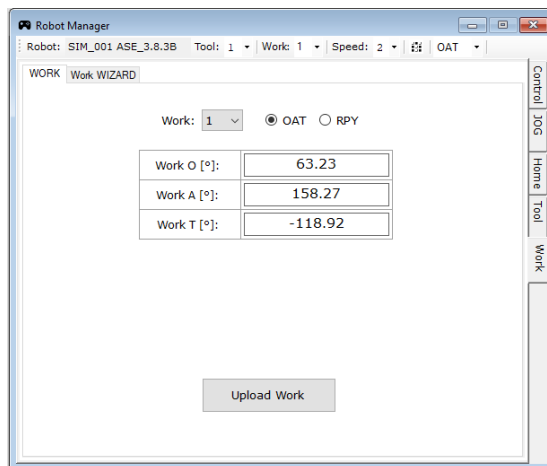 Robot Manager
Robot: SIM_001 ASE_3.8.3B Tool: 1 Work: 1 Speed: 2 OAT
WORK Work WIZARD
Work: 1 OAT RPY
Work O [°]: 63.23
Work A [°]: 158.27
Work T [°]: -118.92
Upload Work
Control
JOG
Home
Tool
Work